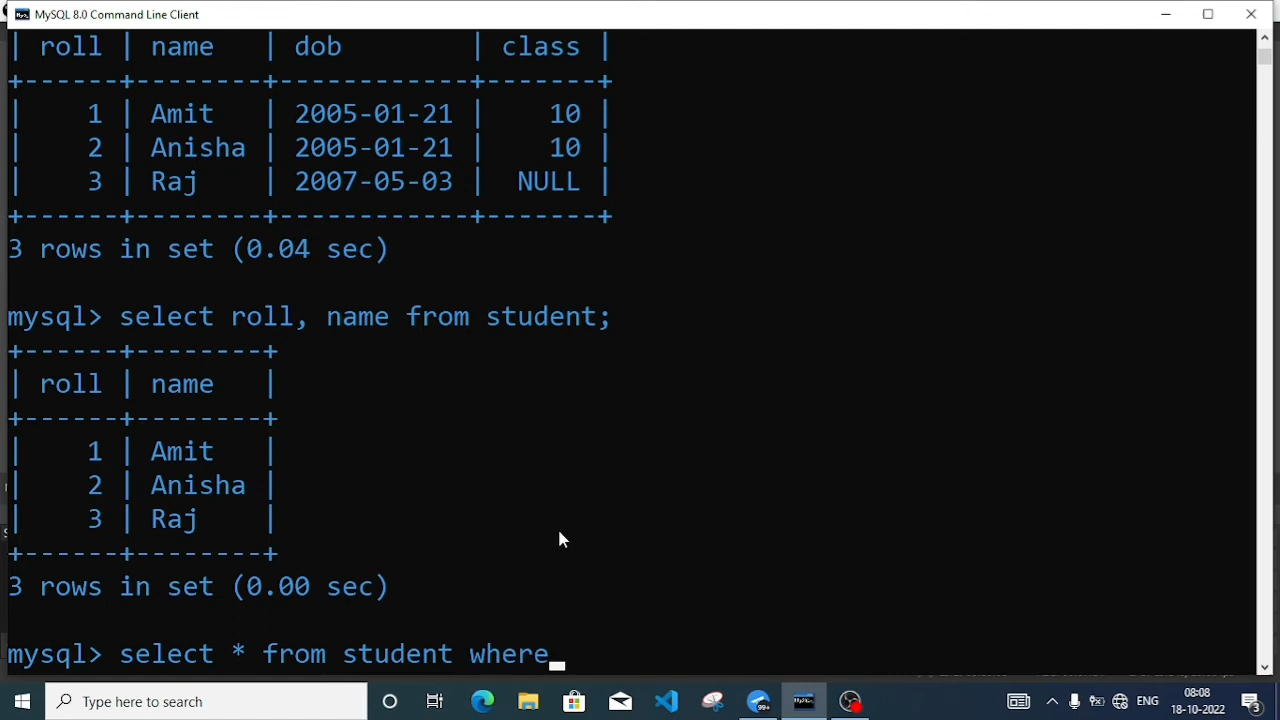 MySQL 8.0 Command Line Client
| roll | name   | dob        | class |
+------+--------+------------+-------+
|    1 | Amit   | 2005-01-21 |    10 |
|    2 | Anisha | 2005-01-21 |    10 |
|    3 | Raj    | 2007-05-03 |  NULL |
+------+--------+------------+-------+
3 rows in set (0.04 sec)
mysql> select roll, name from student;
+------+--------+
| roll | name   |
+------+--------+
|    1 | Amit   |
|    2 | Anisha |
|    3 | Raj    |
+------+--------+
3 rows in set (0.00 sec)
mysql> select * from student where
Type here to search
99+
ENG
08:08
18-10-2022
3